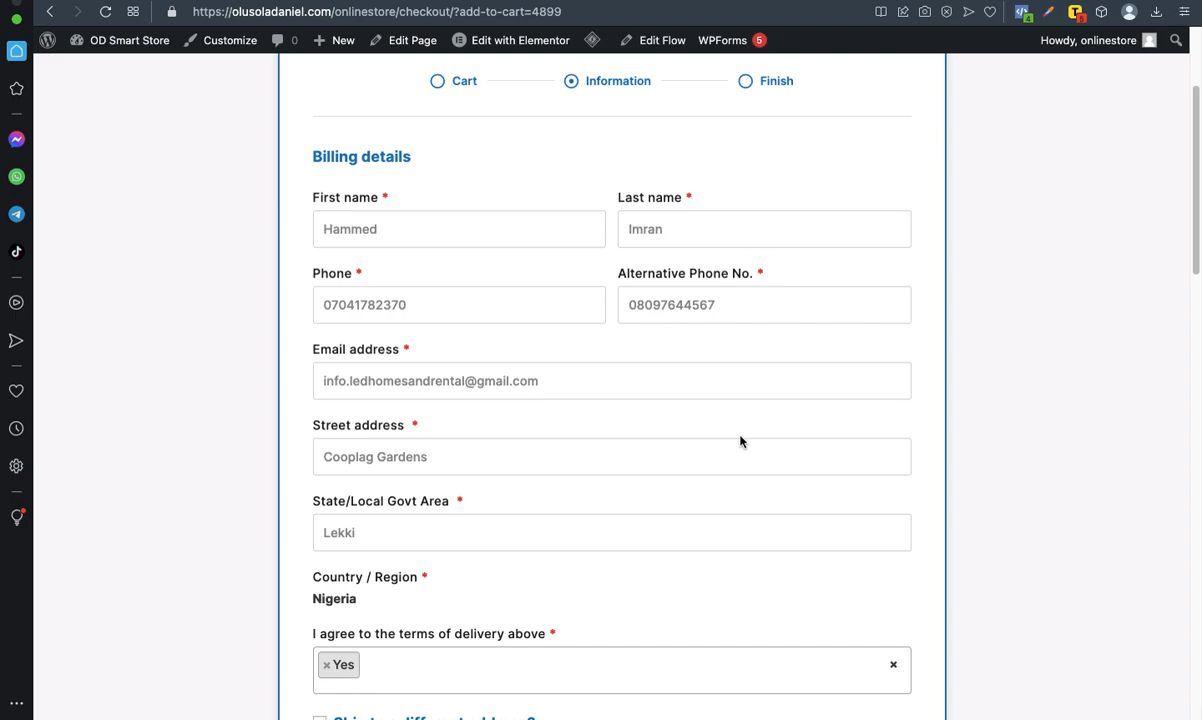 https://olusoladaniel.com/onlinestore/checkout/?add-to-cart=4899
4
5
OD Smart Store
Customize
0
New
Edit Page
Edit with Elementor
Edit Flow
WPForms 5
Howdy, onlinestore
Cart
Information
Finish
Billing details
First name *
Last name *
Hammed
Imran
Phone *
Alternative Phone No. *
07041782370
08097644567
Email address *
info.ledhomesandrental@gmail.com
Street address *
Cooplag Gardens
State/Local Govt Area *
Lekki
Country / Region *
Nigeria
I agree to the terms of delivery above *
× Yes
×